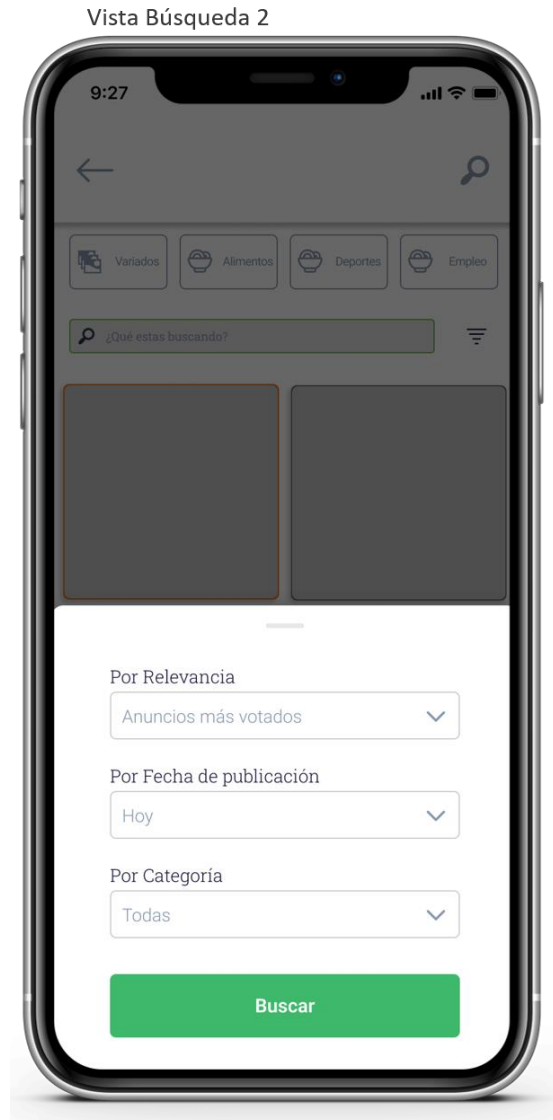 Vista Búsqueda 2
9:27
Variados Alimentos Deportes Empleo
¿Qué estas buscando?
Por Relevancia
Anuncios más votados
Por Fecha de publicación
Hoy
Por Categoría
Todas
Buscar